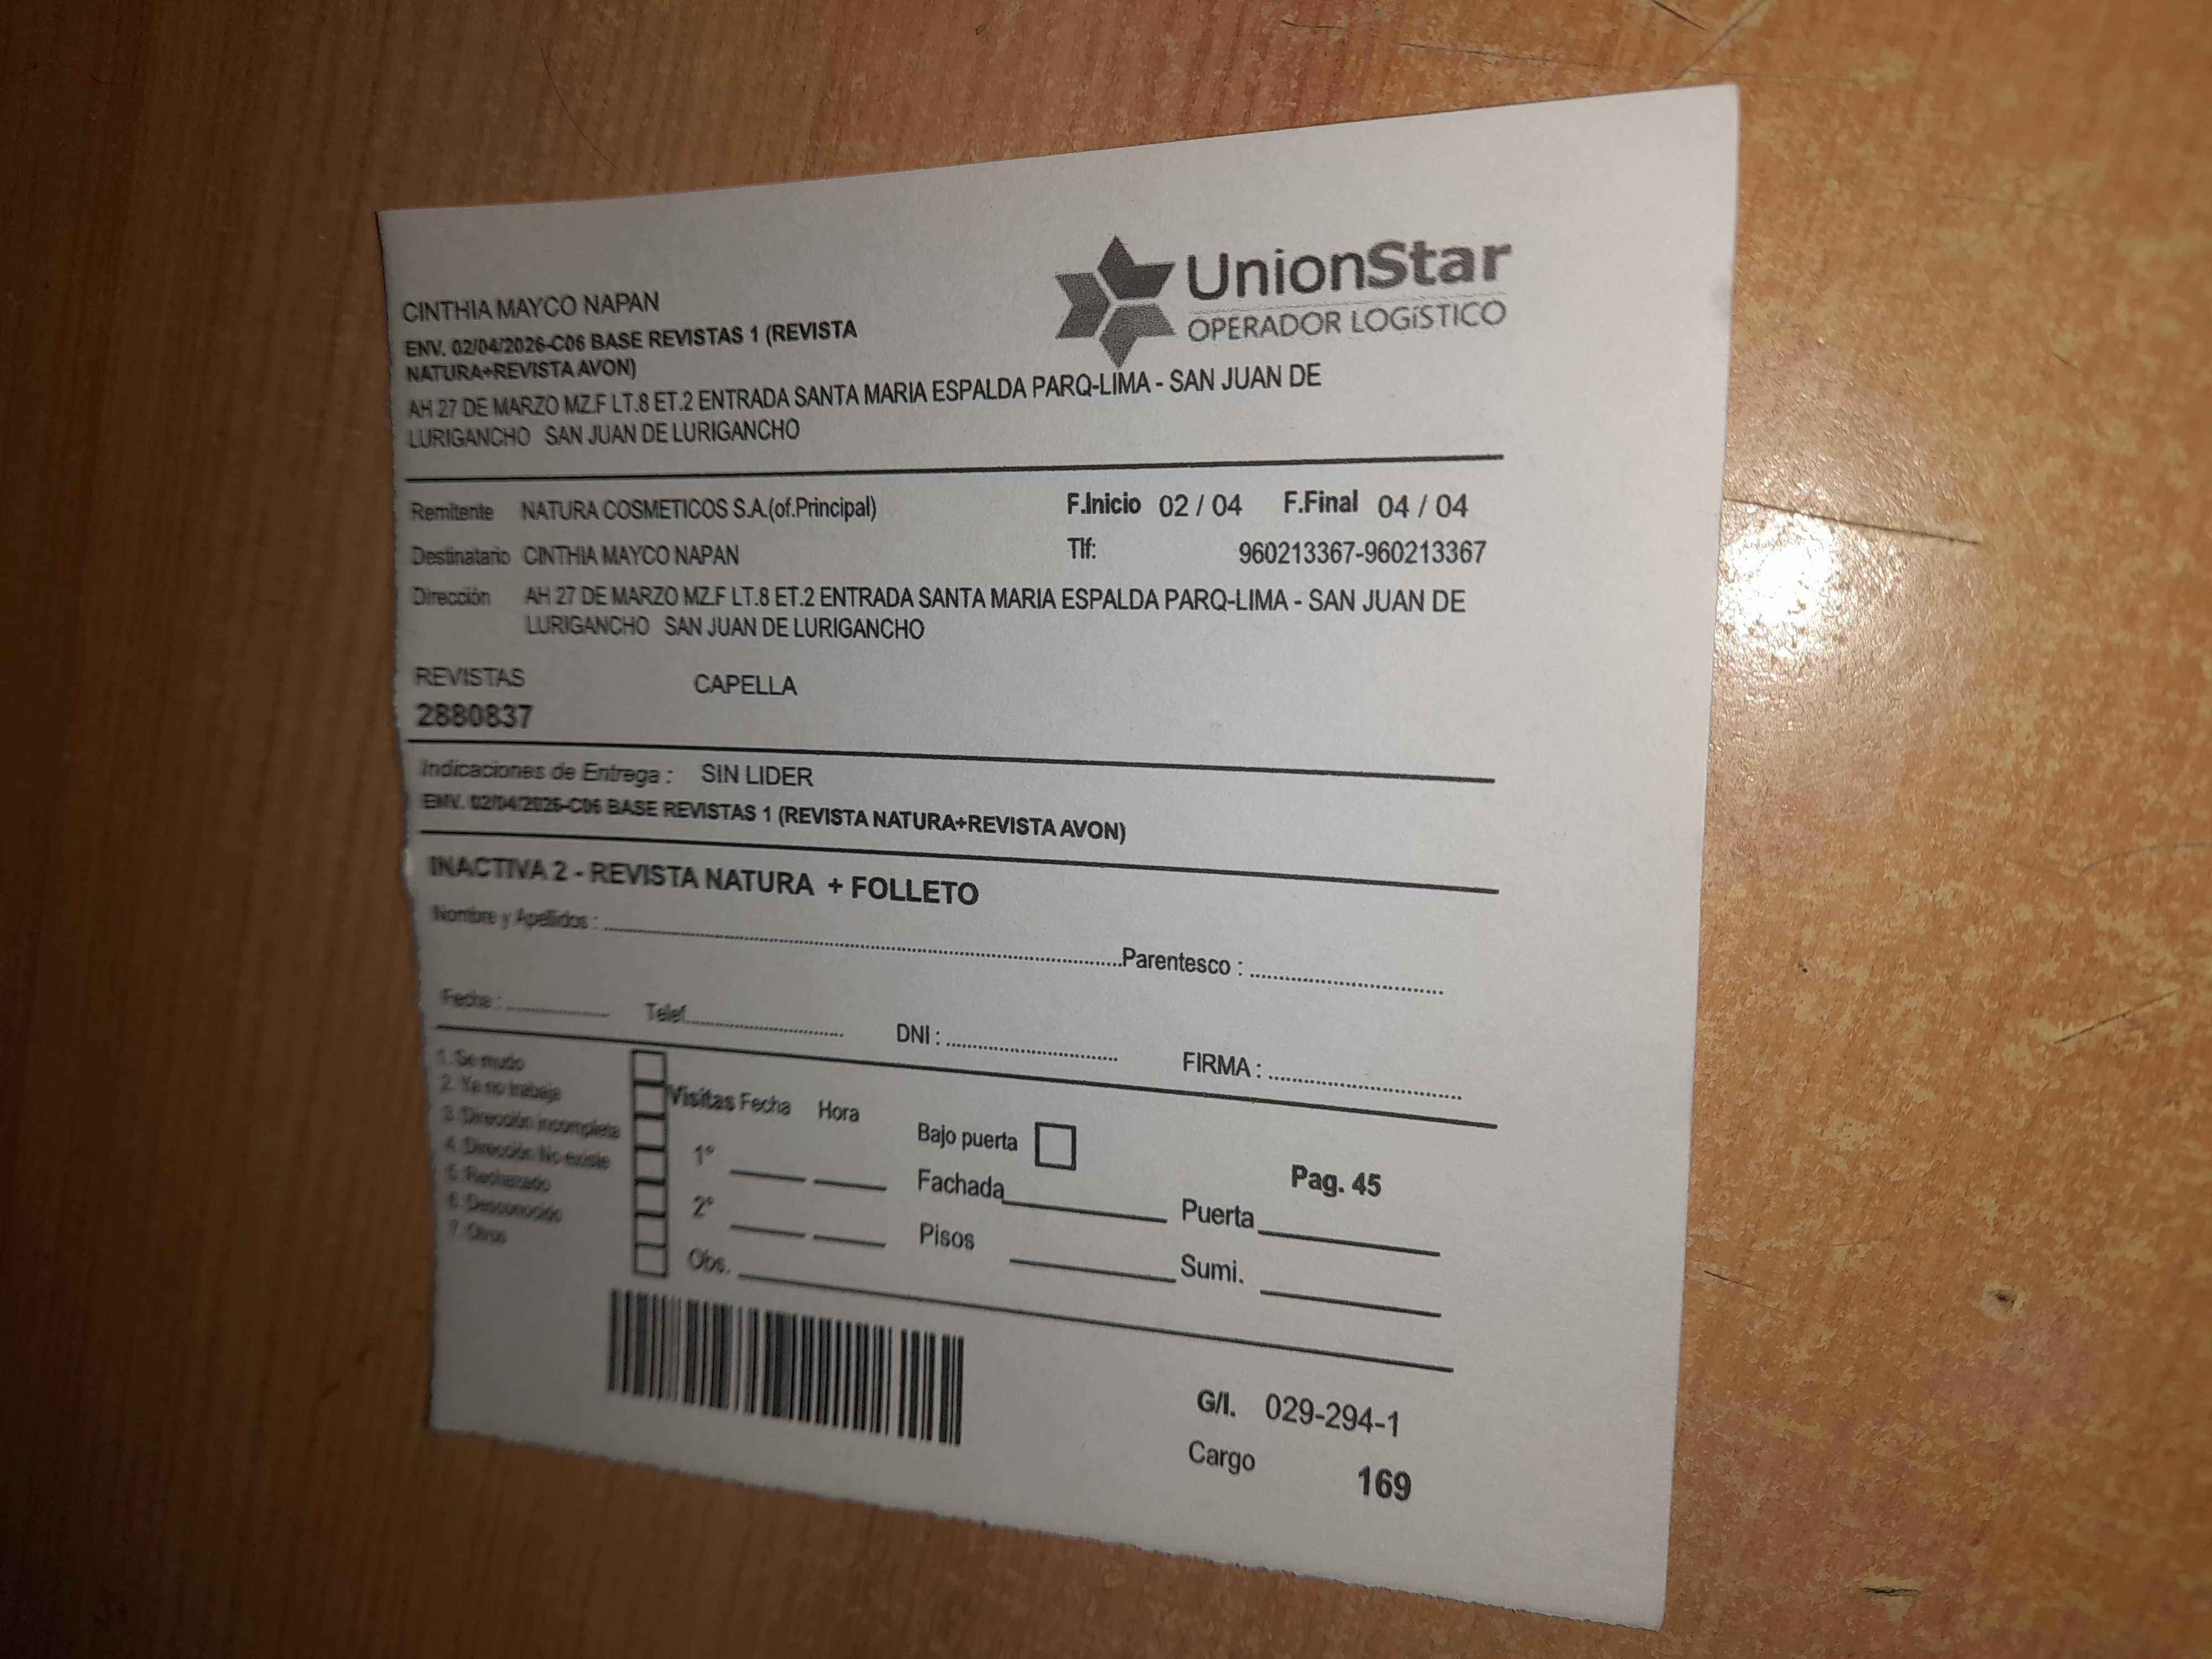 UnionStar
OPERADOR LOGíSTICO
CINTHIA MAYCO NAPAN
ENV. 02/04/2026-C06 BASE REVISTAS 1 (REVISTA
NATURA+REVISTA AVON)
AH 27 DE MARZO MZ.F LT.8 ET.2 ENTRADA SANTA MARIA ESPALDA PARQ-LIMA - SAN JUAN DE
LURIGANCHO SAN JUAN DE LURIGANCHO
Remitente NATURA COSMETICOS S.A.(of.Principal) F.Inicio 02 / 04 F.Final 04 / 04
Destinatario CINTHIA MAYCO NAPAN Tlf: 960213367-960213367
Dirección AH 27 DE MARZO MZ.F LT.8 ET.2 ENTRADA SANTA MARIA ESPALDA PARQ-LIMA - SAN JUAN DE
LURIGANCHO SAN JUAN DE LURIGANCHO
REVISTAS CAPELLA
2880837
Indicaciones de Entrega : SIN LIDER
ENV. 02/04/2026-C06 BASE REVISTAS 1 (REVISTA NATURA+REVISTA AVON)
INACTIVA 2 - REVISTA NATURA + FOLLETO
Nombre y Apellidos : Parentesco :
Fecha : Telef. DNI : FIRMA :
1. Se mudo
2. Ya no trabaja
3. Dirección incompleta
4. Dirección No existe
5. Rechazado
6. Desconocido
7. Otros
Visitas Fecha Hora
1°
2°
Obs.
Bajo puerta
Fachada
Pisos
Pag. 45
Puerta
Sumi.
G/I. 029-294-1
Cargo 169